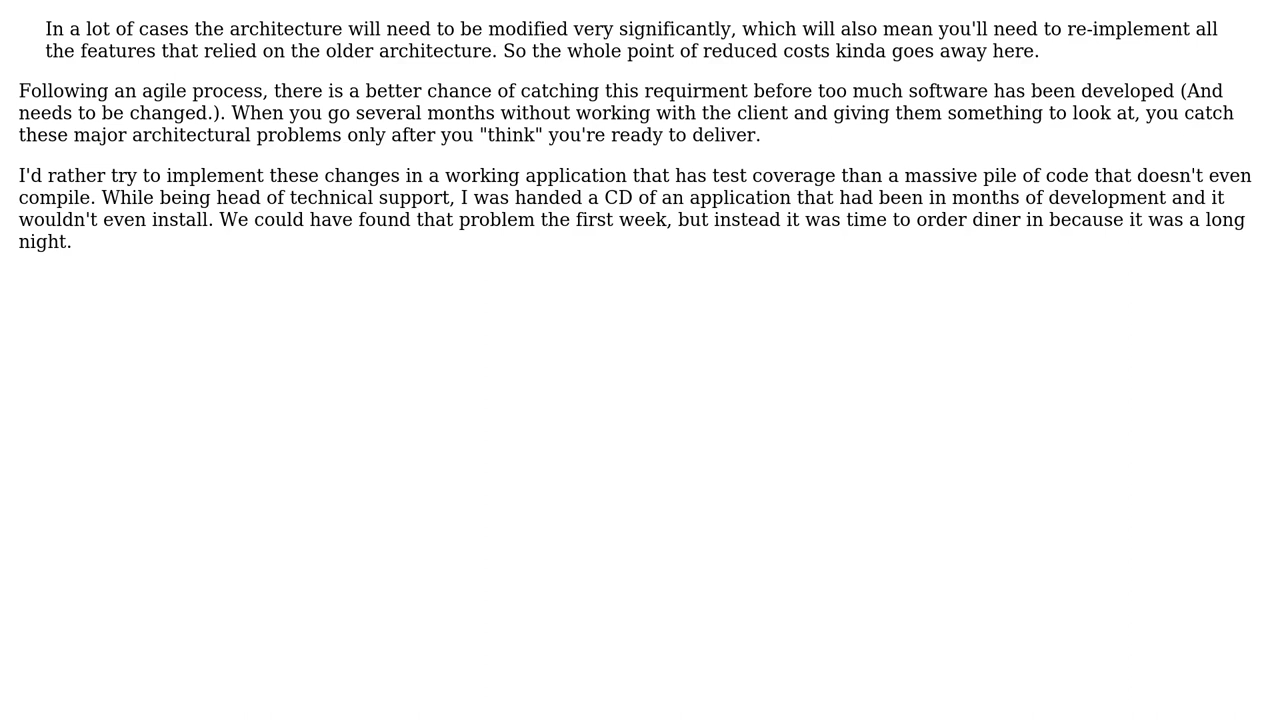 In a lot of cases the architecture will need to be modified very significantly, which will also mean you'll need to re-implement all
the features that relied on the older architecture. So the whole point of reduced costs kinda goes away here.
Following an agile process, there is a better chance of catching this requirment before too much software has been developed (And
needs to be changed.). When you go several months without working with the client and giving them something to look at, you catch
these major architectural problems only after you "think" you're ready to deliver.
I'd rather try to implement these changes in a working application that has test coverage than a massive pile of code that doesn't even
compile. While being head of technical support, I was handed a CD of an application that had been in months of development and it
wouldn't even install. We could have found that problem the first week, but instead it was time to order diner in because it was a long
night.